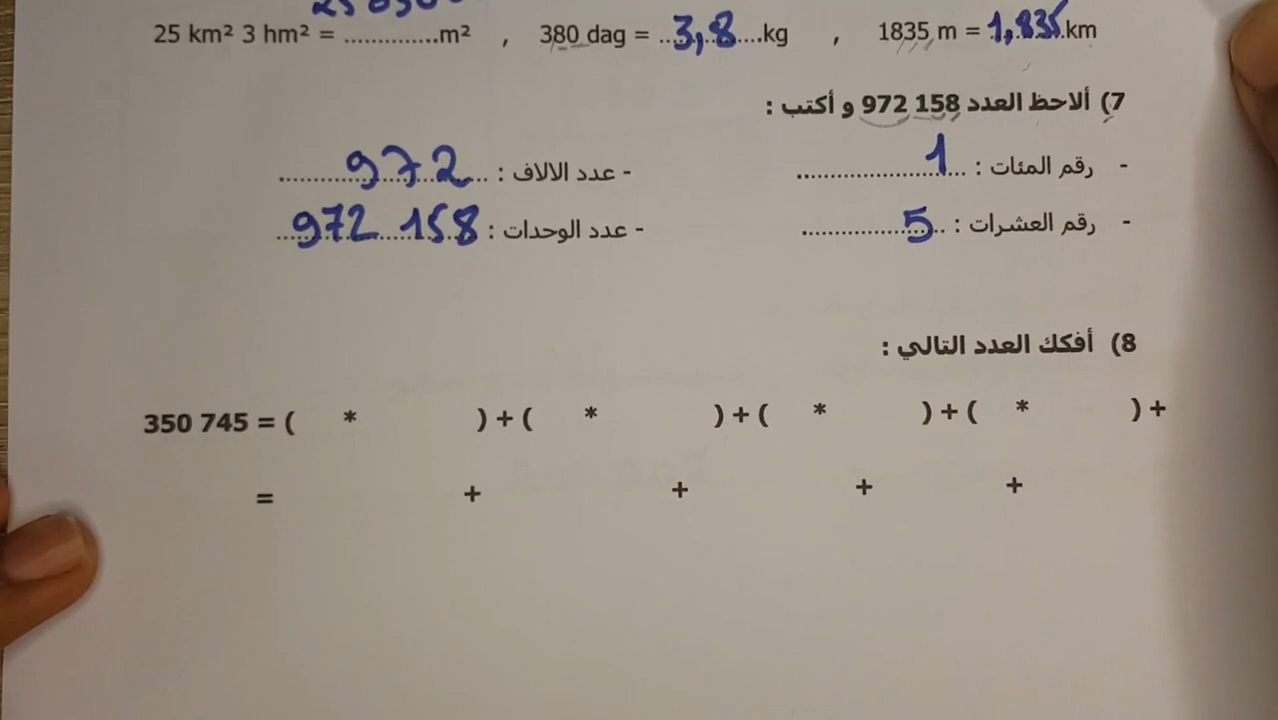 25 km² 3 hm² = ..............m² , 380 dag = ..3,8....kg , 1835 m = 1,835.km
7) ألاحظ العدد 158 972 و أكتب :
- رقم المئات : ...1.................. - عدد الالاف : ...972..................
- رقم العشرات : ..5.................. - عدد الوحدات : 972 158
8) أفكك العدد التالي :
350 745 = ( * ) + ( * ) + ( * ) + ( * ) +
= + + + +